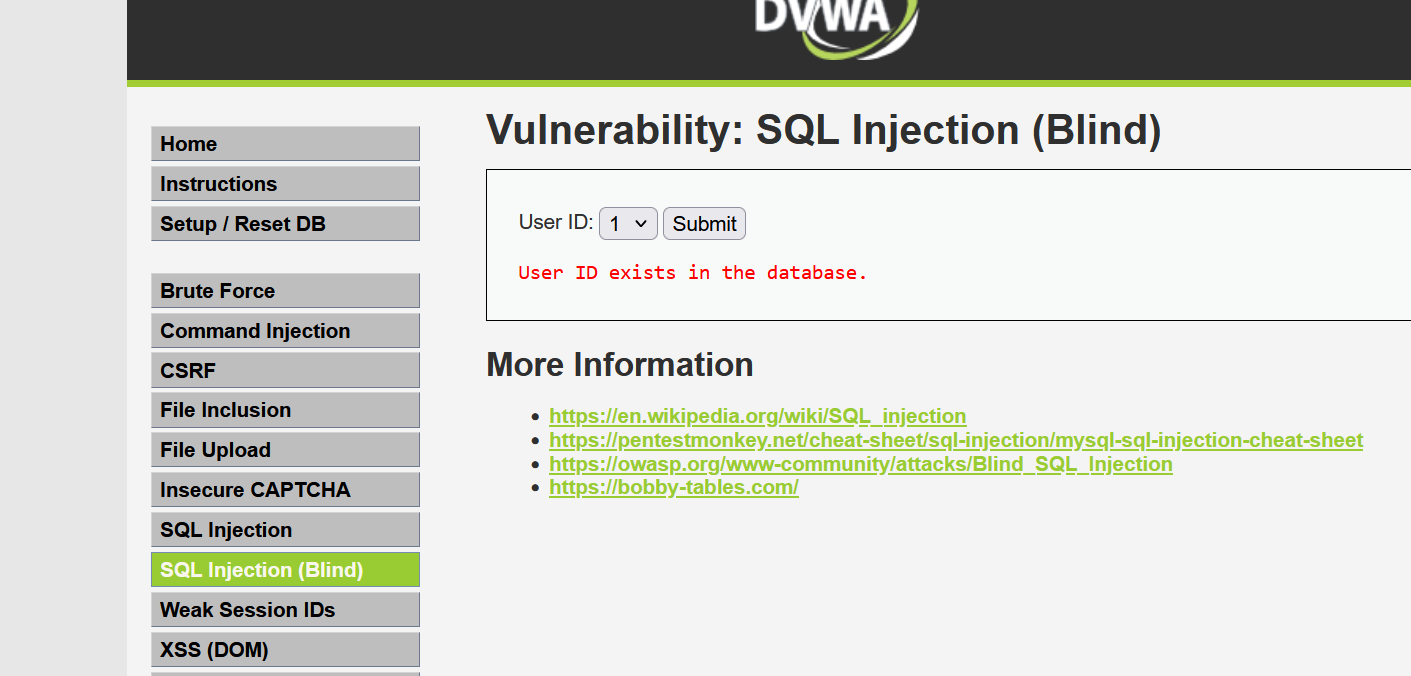 DVWA
Home
Instructions
Setup / Reset DB
Brute Force
Command Injection
CSRF
File Inclusion
File Upload
Insecure CAPTCHA
SQL Injection
SQL Injection (Blind)
Weak Session IDs
XSS (DOM)
Vulnerability: SQL Injection (Blind)
User ID: 1 Submit
User ID exists in the database.
More Information
https://en.wikipedia.org/wiki/SQL_injection
https://pentestmonkey.net/cheat-sheet/sql-injection/mysql-sql-injection-cheat-sheet
https://owasp.org/www-community/attacks/Blind_SQL_Injection
https://bobby-tables.com/